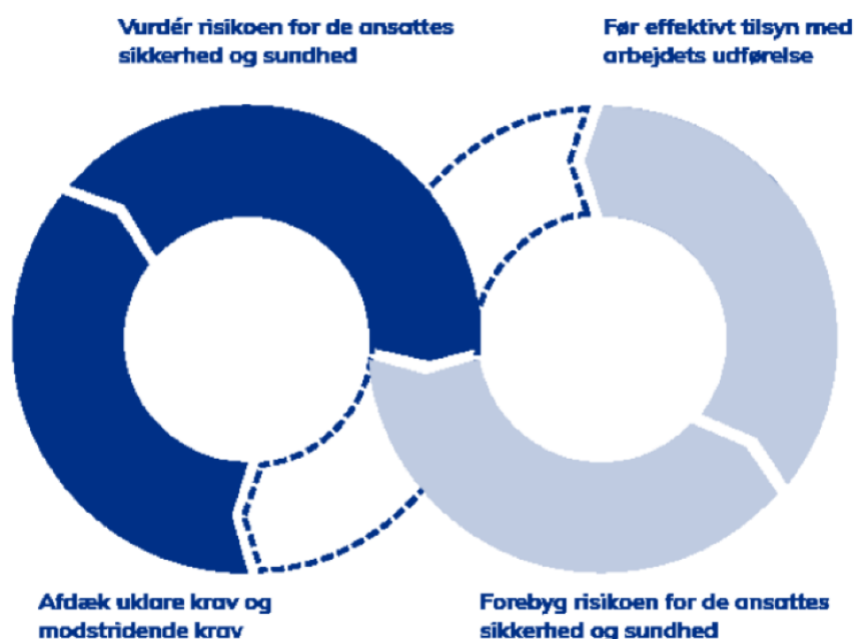 Vurdér risikoen for de ansattes
sikkerhed og sundhed
Før effektivt tilsyn med
arbejdets udførelse
Afdæk uklare krav og
modstridende krav
Forebyg risikoen for de ansattes
sikkerhed og sundhed